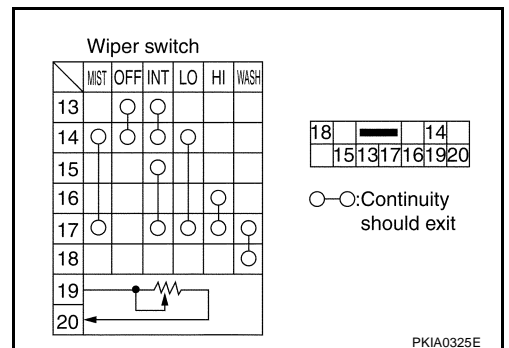 Wiper switch
MIST OFF INT LO HI WASH
13
14
15
16
17
18
19
20
18 14
15 13 17 16 19 20
:Continuity
should exit
PKIA0325E